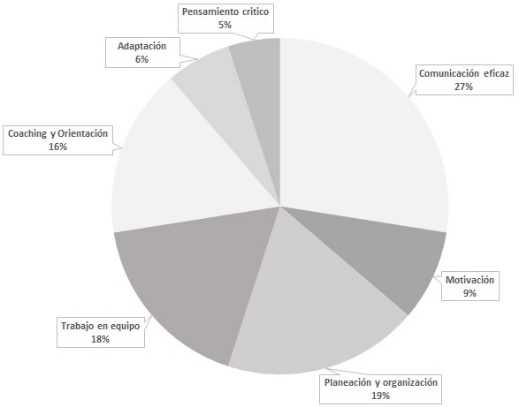 Pensamiento critico
5%
Adaptación
6%
Comunicación eficaz
27%
Coaching y Orientación
16%
Motivación
9%
Trabajo en equipo
18%
Planeación y organización
19%